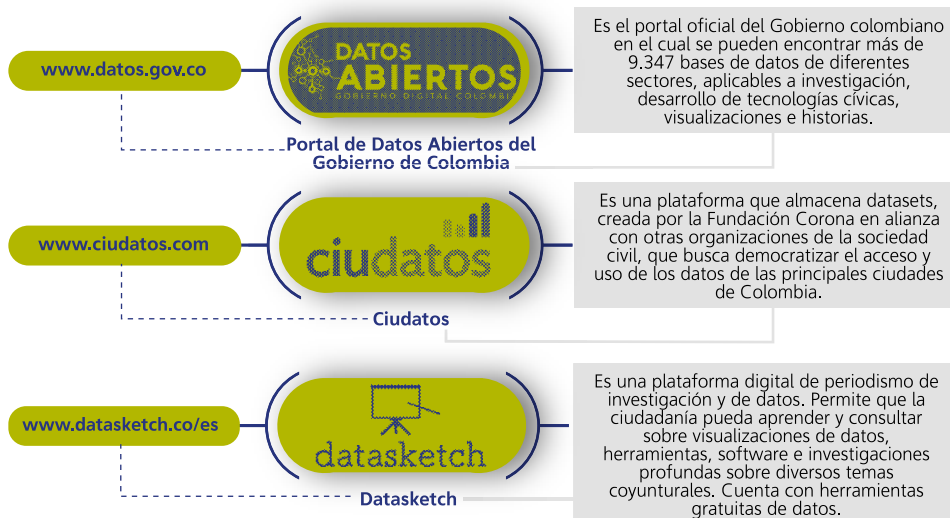 www.datos.gov.co
DATOS
ABIERTOS
GOBIERNO DIGITAL COLOMBIA
Portal de Datos Abiertos del
Gobierno de Colombia
Es el portal oficial del Gobierno colombiano
en el cual se pueden encontrar más de
9.347 bases de datos de diferentes
sectores, aplicables a investigación,
desarrollo de tecnologías cívicas,
visualizaciones e historias.
www.ciudatos.com
ciudatos
Ciudatos
Es una plataforma que almacena datasets,
creada por la Fundación Corona en alianza
con otras organizaciones de la sociedad
civil, que busca democratizar el acceso y
uso de los datos de las principales ciudades
de Colombia.
www.datasketch.co/es
datasketch
Datasketch
Es una plataforma digital de periodismo de
investigación y de datos. Permite que la
ciudadanía pueda aprender y consultar
sobre visualizaciones de datos,
herramientas, software e investigaciones
profundas sobre diversos temas
coyunturales. Cuenta con herramientas
gratuitas de datos.